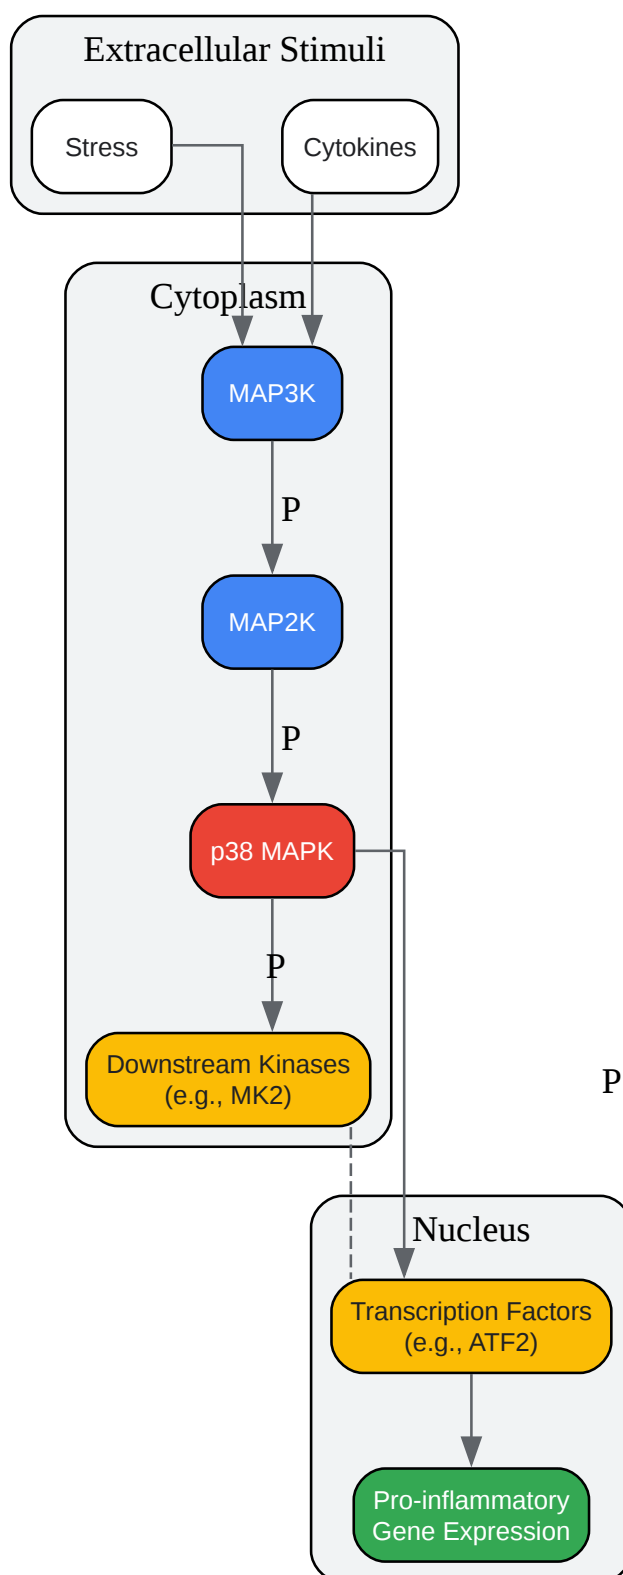 Extracellular Stimuli
Stress
Cytokines
Cytoplasm
MAP3K
P
MAP2K
P
p38 MAPK
P
Downstream Kinases
(e.g., MK2)
P
Nucleus
Transcription Factors
(e.g., ATF2)
Pro-inflammatory
Gene Expression